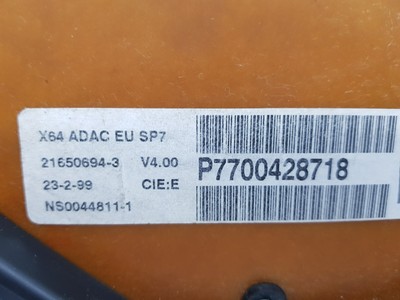 X64 ADAC EU SP7
21650694-3 V4.00
23-2-99 CIE:E
NS0044811-1
P7700428718